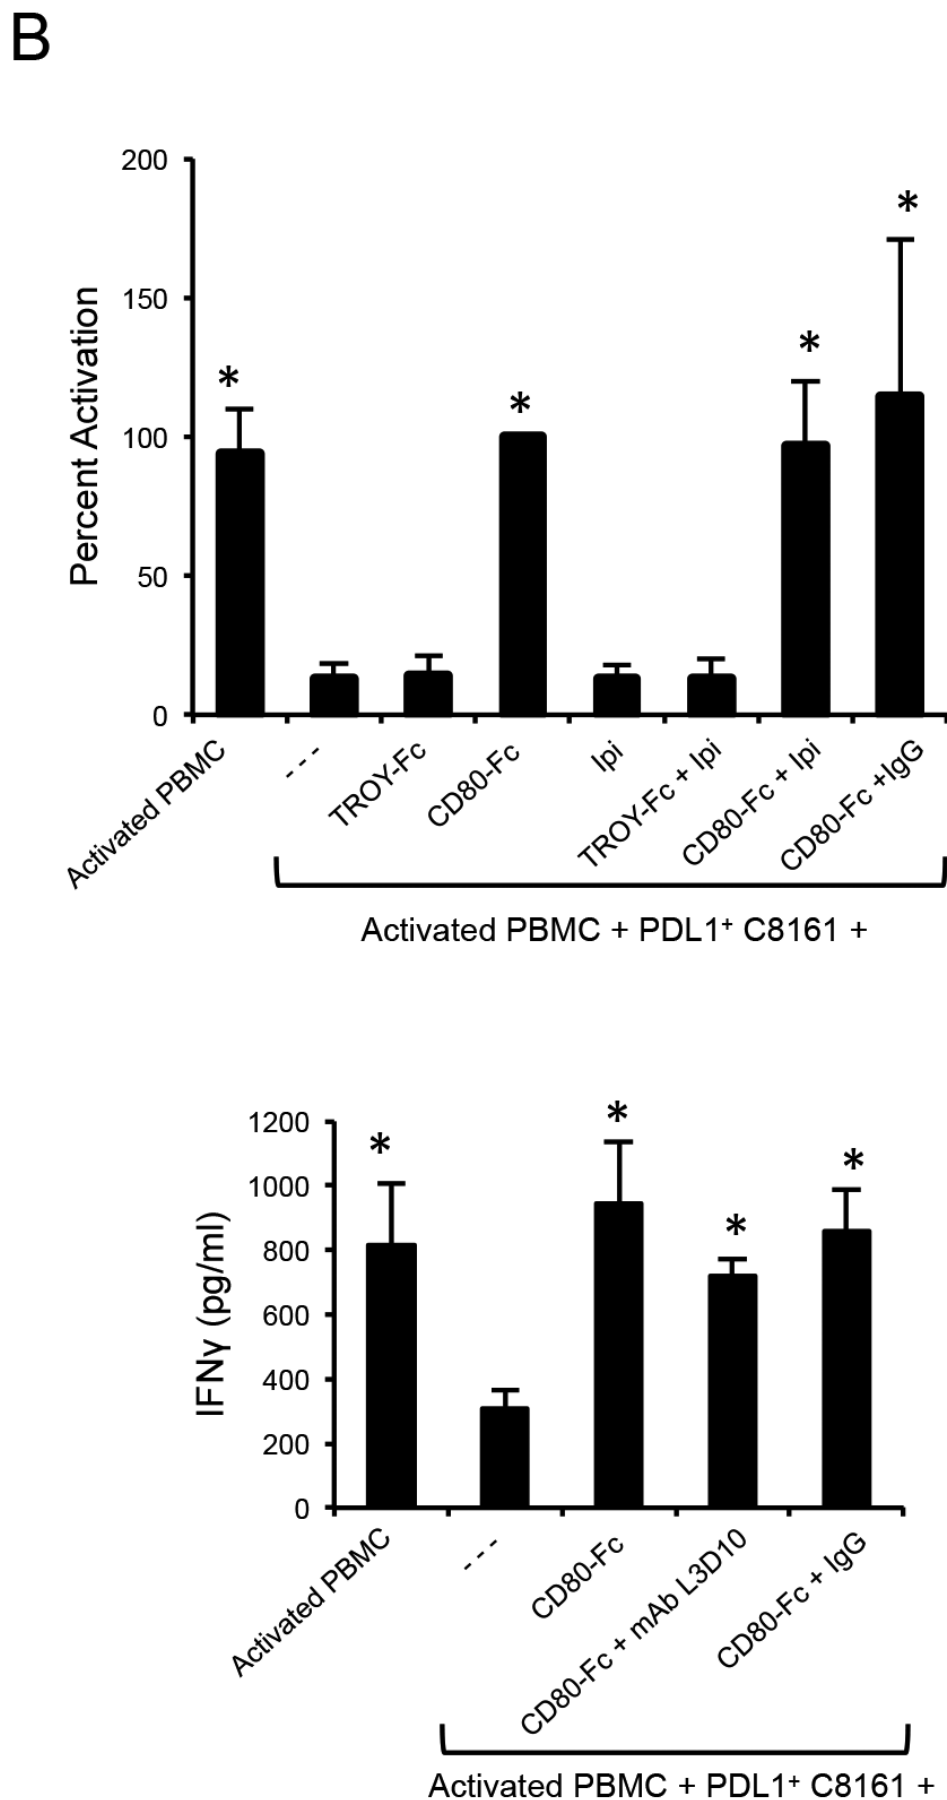 B
200
150
100
50
0
Percent Activation
*
*
*
*
Activated PBMC
- - -
TROY-Fc
CD80-Fc
Ipi
TROY-Fc + Ipi
CD80-Fc + Ipi
CD80-Fc +IgG
Activated PBMC + PDL1⁺ C8161 +
1200
1000
800
600
400
200
0
IFNγ (pg/ml)
*
*
*
*
Activated PBMC
- - -
CD80-Fc
CD80-Fc + mAb L3D10
CD80-Fc + IgG
Activated PBMC + PDL1⁺ C8161 +